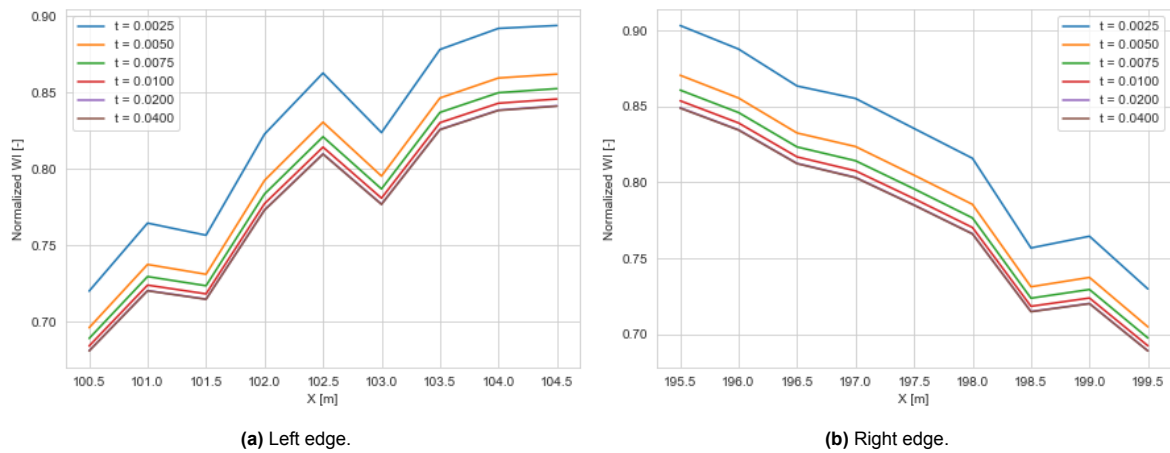 0.90
0.85
0.80
0.75
0.70
Normalized WI [-]
t = 0.0025
t = 0.0050
t = 0.0075
t = 0.0100
t = 0.0200
t = 0.0400
100.5 101.0 101.5 102.0 102.5 103.0 103.5 104.0 104.5
X [m]
(a) Left edge.
0.90
0.85
0.80
0.75
0.70
Normalized WI [-]
t = 0.0025
t = 0.0050
t = 0.0075
t = 0.0100
t = 0.0200
t = 0.0400
195.5 196.0 196.5 197.0 197.5 198.0 198.5 199.0 199.5
X [m]
(b) Right edge.